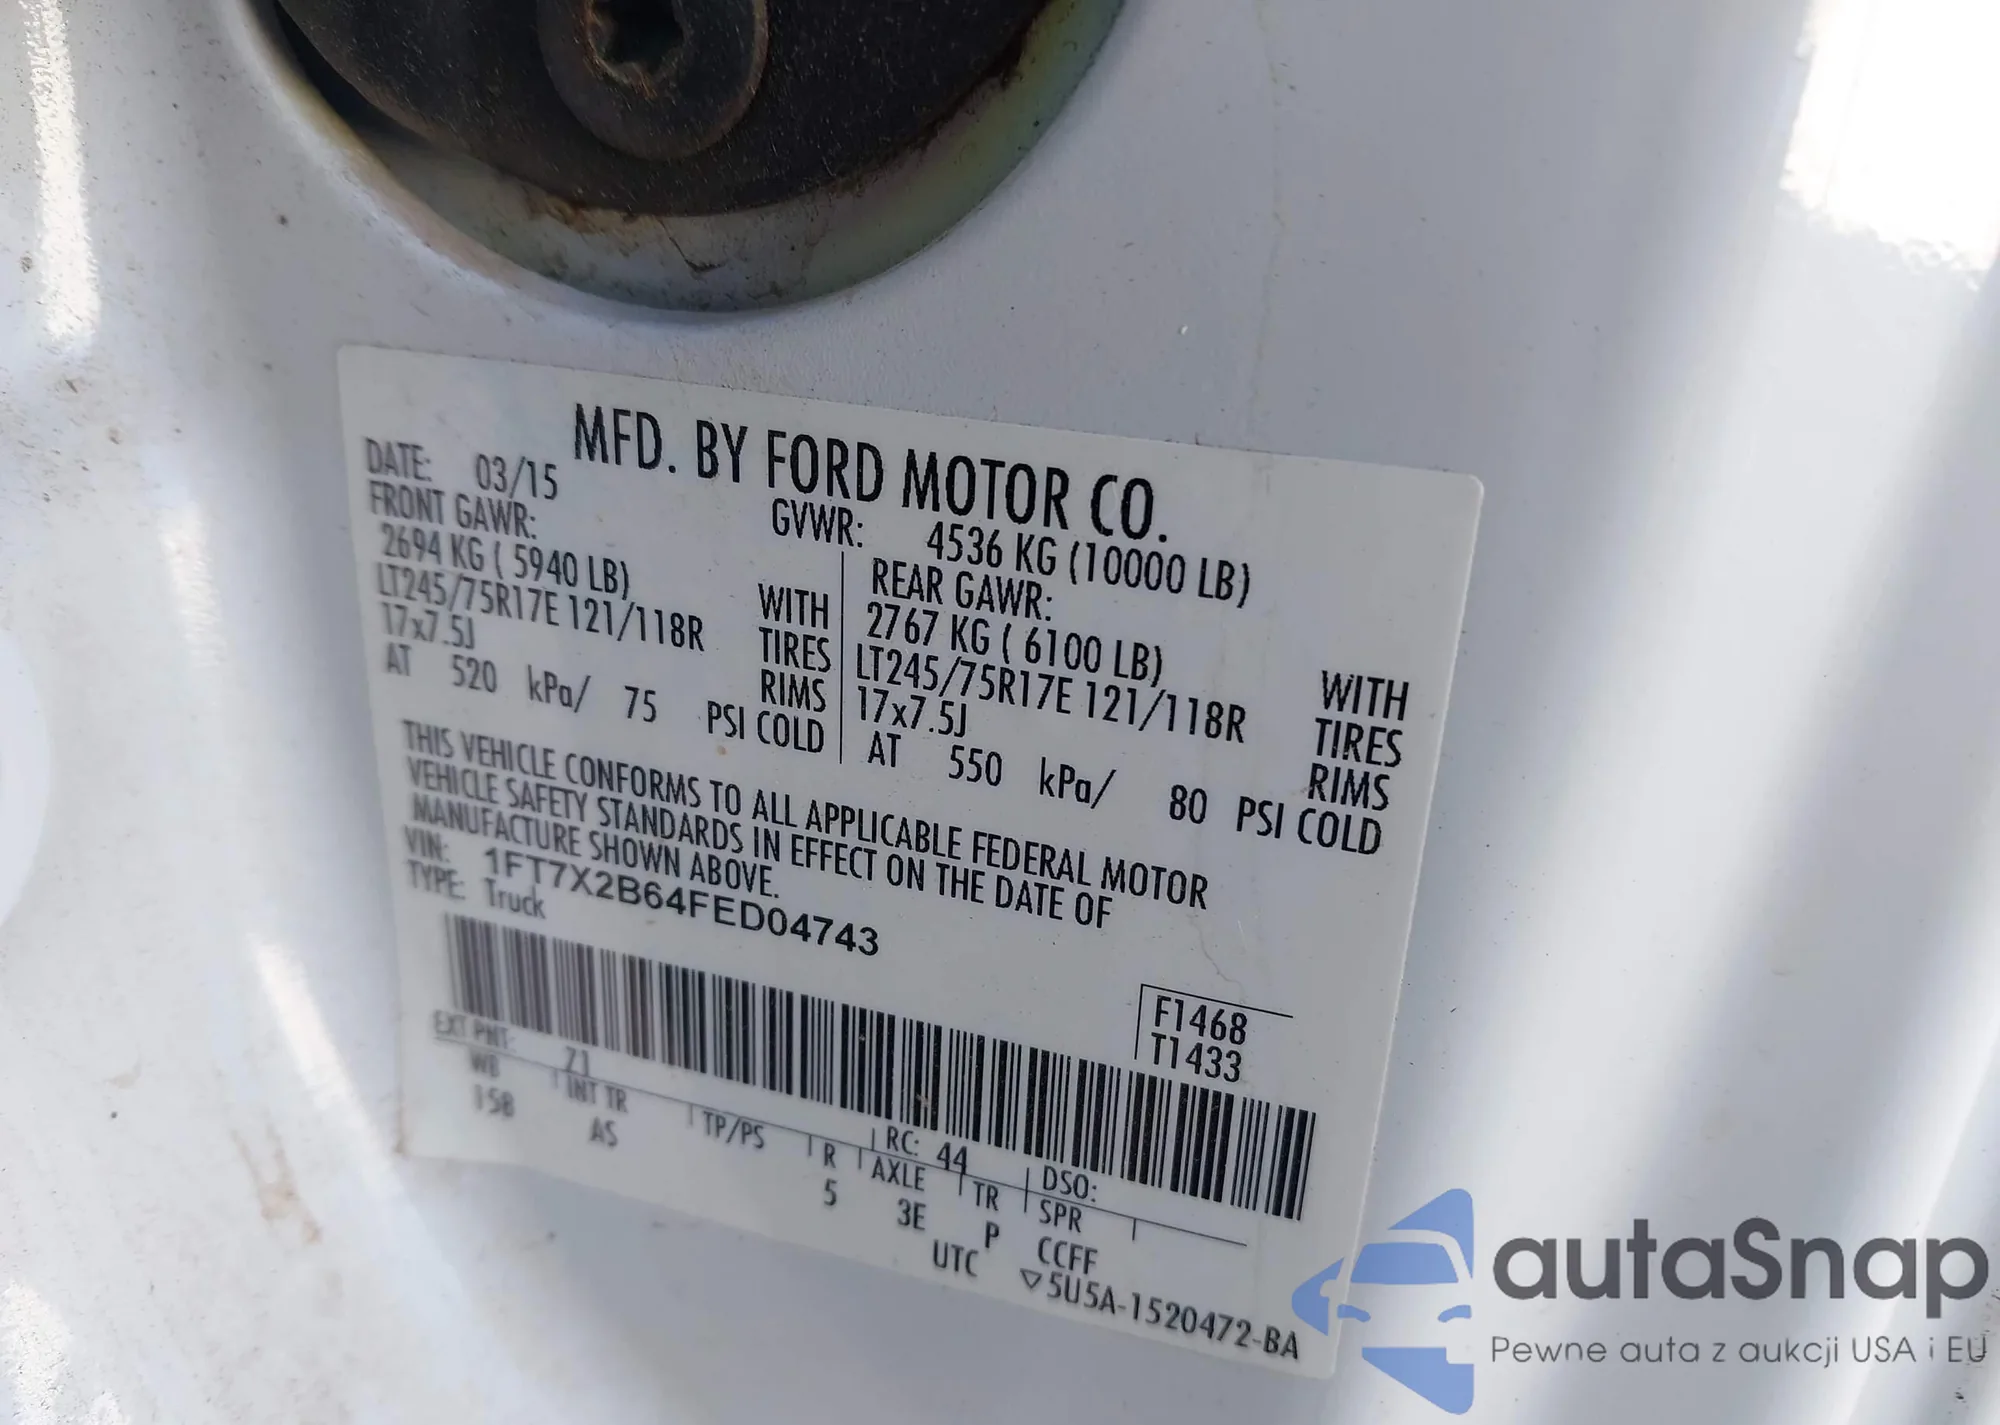 MFD. BY FORD MOTOR CO.
DATE: 03/15 GVWR: 4536 KG (10000 LB)
FRONT GAWR: REAR GAWR:
2694 KG ( 5940 LB) WITH 2767 KG ( 6100 LB) WITH
LT245/75R17E 121/118R TIRES LT245/75R17E 121/118R TIRES
17x7.5J RIMS 17x7.5J RIMS
AT 520 kPa/ 75 PSI COLD AT 550 kPa/ 80 PSI COLD
THIS VEHICLE CONFORMS TO ALL APPLICABLE FEDERAL MOTOR
VEHICLE SAFETY STANDARDS IN EFFECT ON THE DATE OF
MANUFACTURE SHOWN ABOVE.
VIN: 1FT7X2B64FED04743
TYPE: Truck
F1468
T1433
EXT PNT: Z1 RC: 44 DSO:
WB INT TR TP/PS R AXLE TR SPR
158 AS 5 3E P CCFF
UTC ▽5U5A-1520472-BA
autaSnap
Pewne auta z aukcji USA i EU